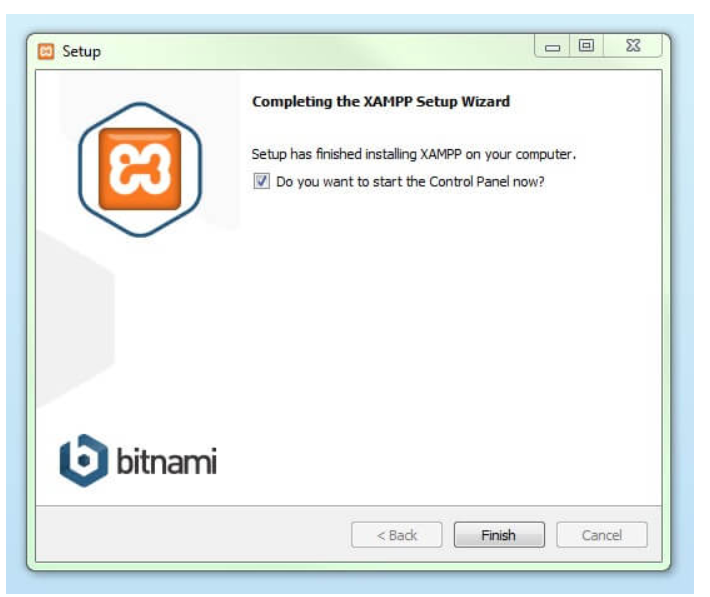 Setup
Completing the XAMPP Setup Wizard
Setup has finished installing XAMPP on your computer.
Do you want to start the Control Panel now?
bitnami
< Back
Finish
Cancel